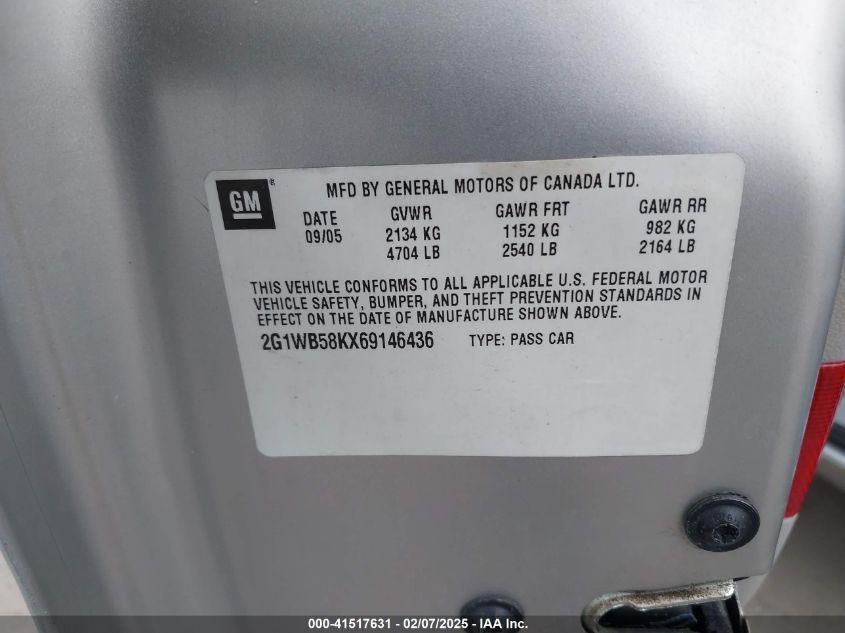 GM ®
MFD BY GENERAL MOTORS OF CANADA LTD.
DATE GVWR GAWR FRT GAWR RR
09/05 2134 KG 1152 KG 982 KG
4704 LB 2540 LB 2164 LB
THIS VEHICLE CONFORMS TO ALL APPLICABLE U.S. FEDERAL MOTOR
VEHICLE SAFETY, BUMPER, AND THEFT PREVENTION STANDARDS IN
EFFECT ON THE DATE OF MANUFACTURE SHOWN ABOVE.
2G1WB58KX69146436 TYPE: PASS CAR
000-41517631 - 02/07/2025 - IAA Inc.